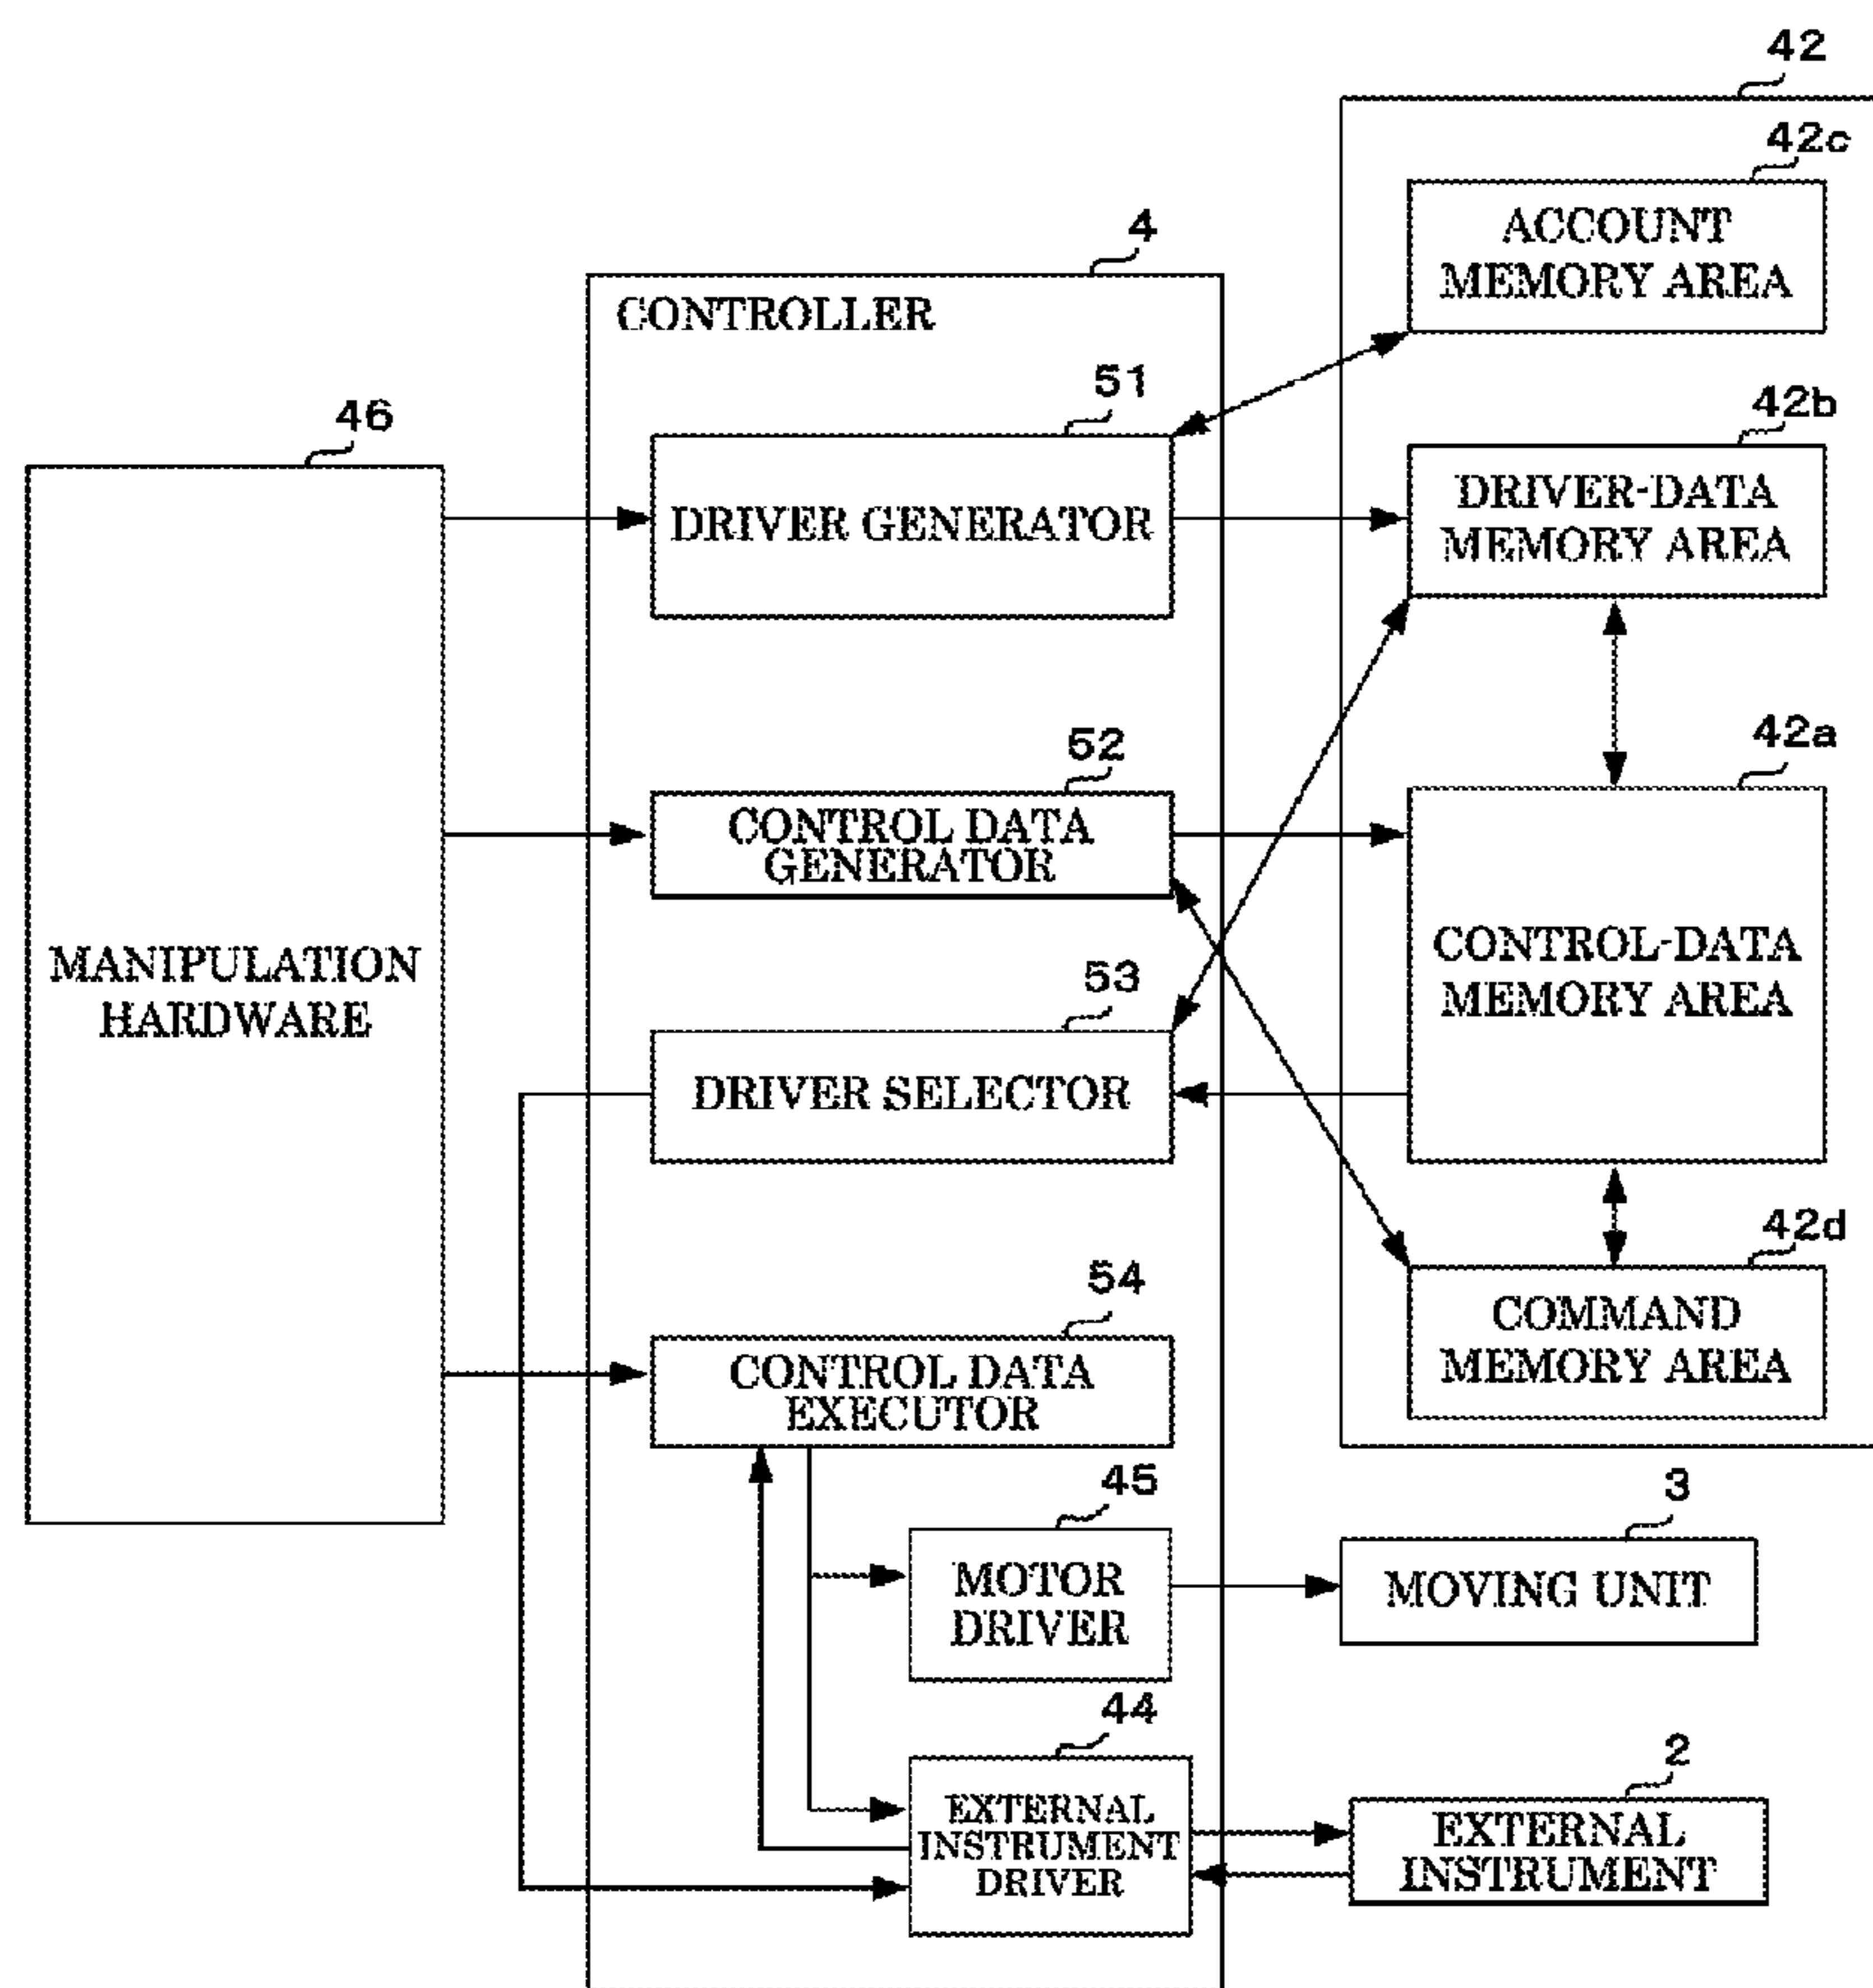 42
42c
ACCOUNT
MEMORY AREA
4
CONTROLLER
51
DRIVER GENERATOR
42b
DRIVER-DATA
MEMORY AREA
46
MANIPULATION
HARDWARE
52
CONTROL DATA
GENERATOR
42a
CONTROL-DATA
MEMORY AREA
53
DRIVER SELECTOR
42d
COMMAND
MEMORY AREA
54
CONTROL DATA
EXECUTOR
45
MOTOR
DRIVER
3
MOVING UNIT
44
EXTERNAL
INSTRUMENT
DRIVER
2
EXTERNAL
INSTRUMENT